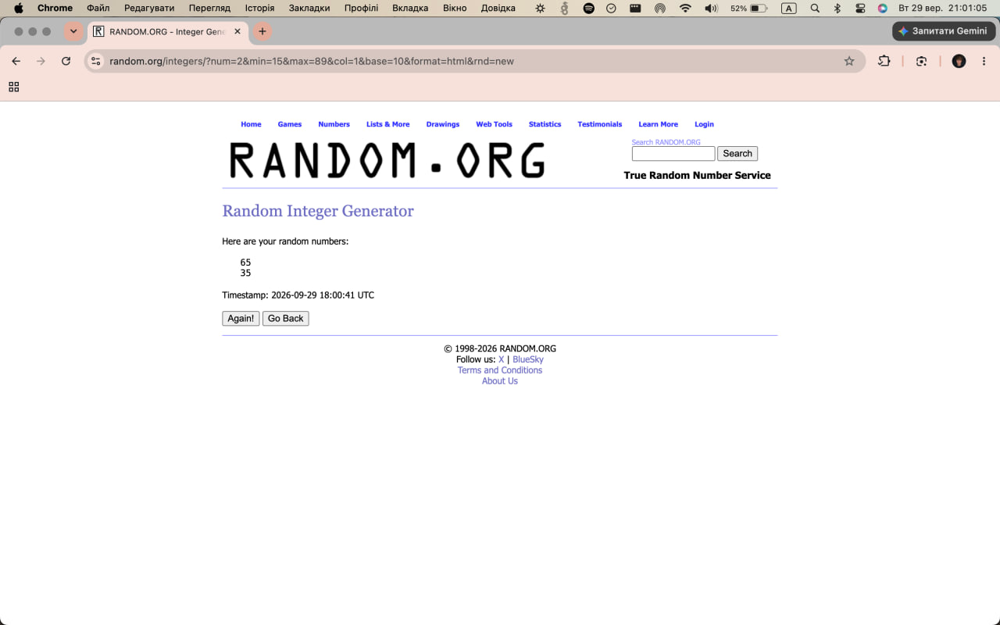 Chrome Файл Редагувати Перегляд Історія Закладки Профілі Вкладка Вікно Довідка 52% A Вт 29 вер. 21:01:05
RANDOM.ORG - Integer Gene Запитати Gemini
random.org/integers/?num=2&min=15&max=89&col=1&base=10&format=html&rnd=new
Home Games Numbers Lists & More Drawings Web Tools Statistics Testimonials Learn More Login
Search RANDOM.ORG
RANDOM.ORG
Search
True Random Number Service
Random Integer Generator
Here are your random numbers:
65
35
Timestamp: 2026-09-29 18:00:41 UTC
Again! Go Back
© 1998-2026 RANDOM.ORG
Follow us: X | BlueSky
Terms and Conditions
About Us